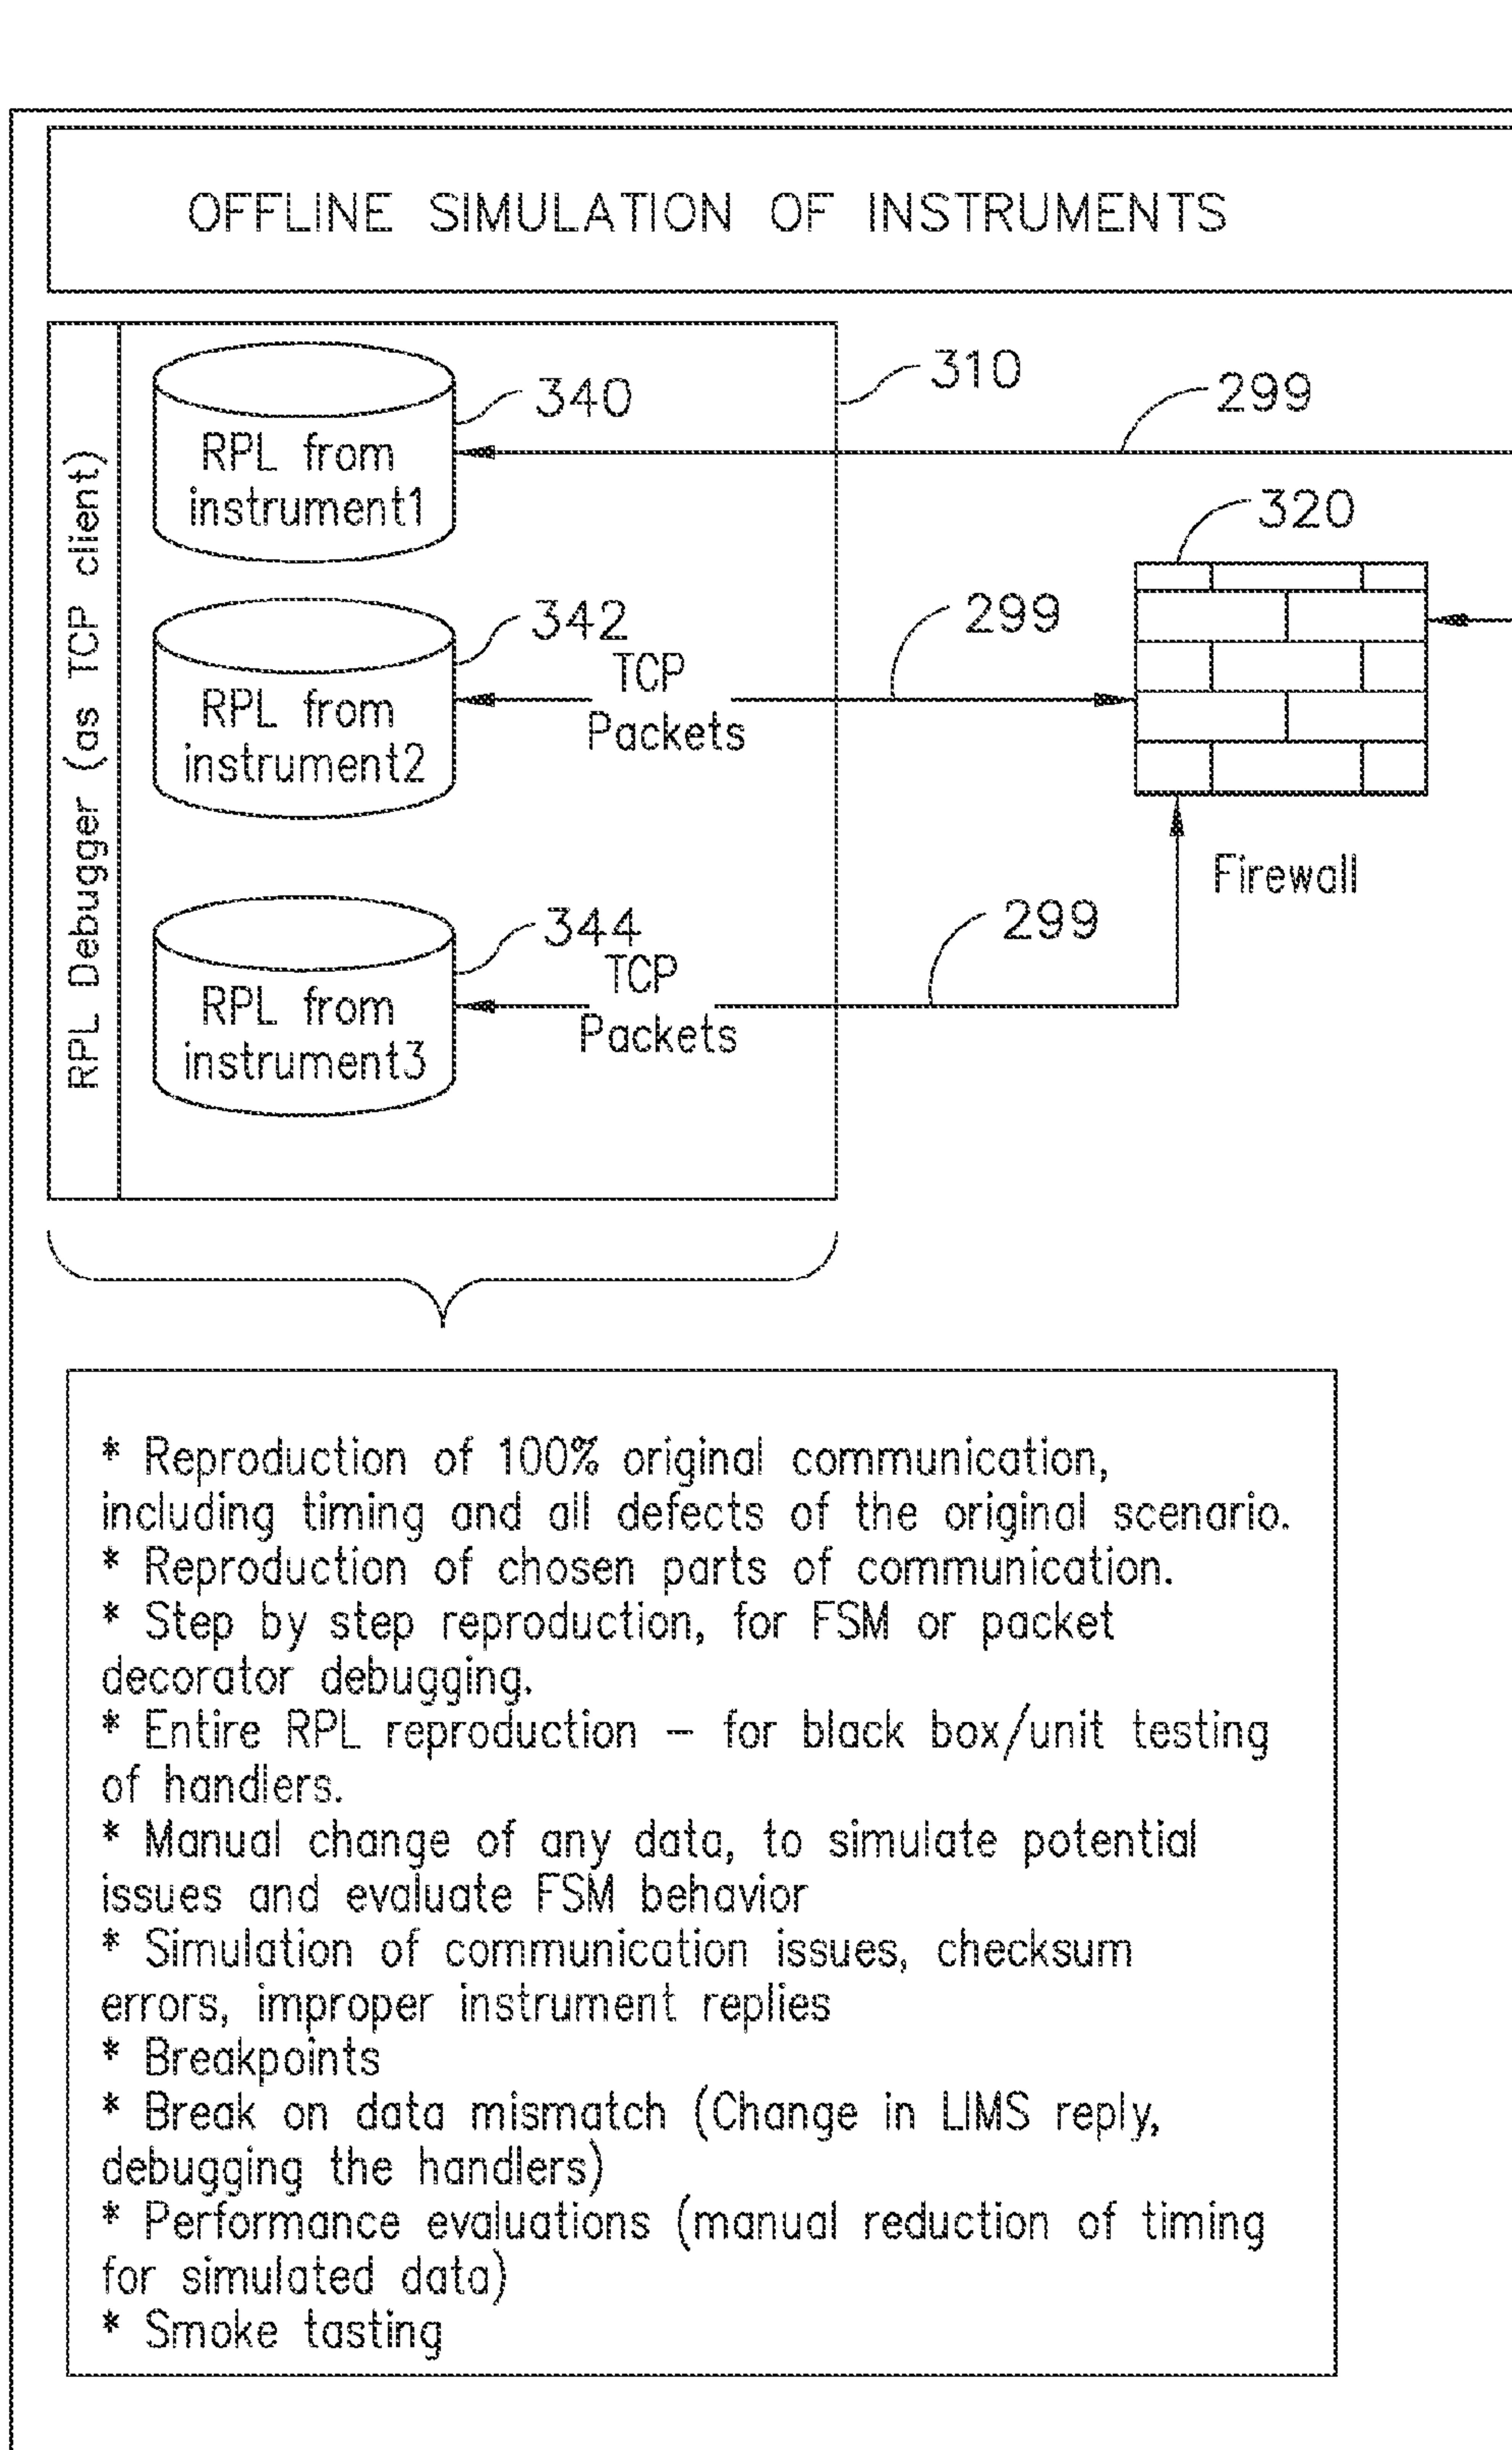 OFFLINE SIMULATION OF INSTRUMENTS
RPL Debugger (as TCP client)
340
RPL from
instrument1
310
299
320
342
RPL from
instrument2
TCP
Packets
299
Firewall
344
RPL from
instrument3
TCP
Packets
299
* Reproduction of 100% original communication,
including timing and all defects of the original scenario.
* Reproduction of chosen parts of communication.
* Step by step reproduction, for FSM or packet
decorator debugging.
* Entire RPL reproduction – for black box/unit testing
of handlers.
* Manual change of any data, to simulate potential
issues and evaluate FSM behavior
* Simulation of communication issues, checksum
errors, improper instrument replies
* Breakpoints
* Break on data mismatch (Change in LIMS reply,
debugging the handlers)
* Performance evaluations (manual reduction of timing
for simulated data)
* Smoke tasting